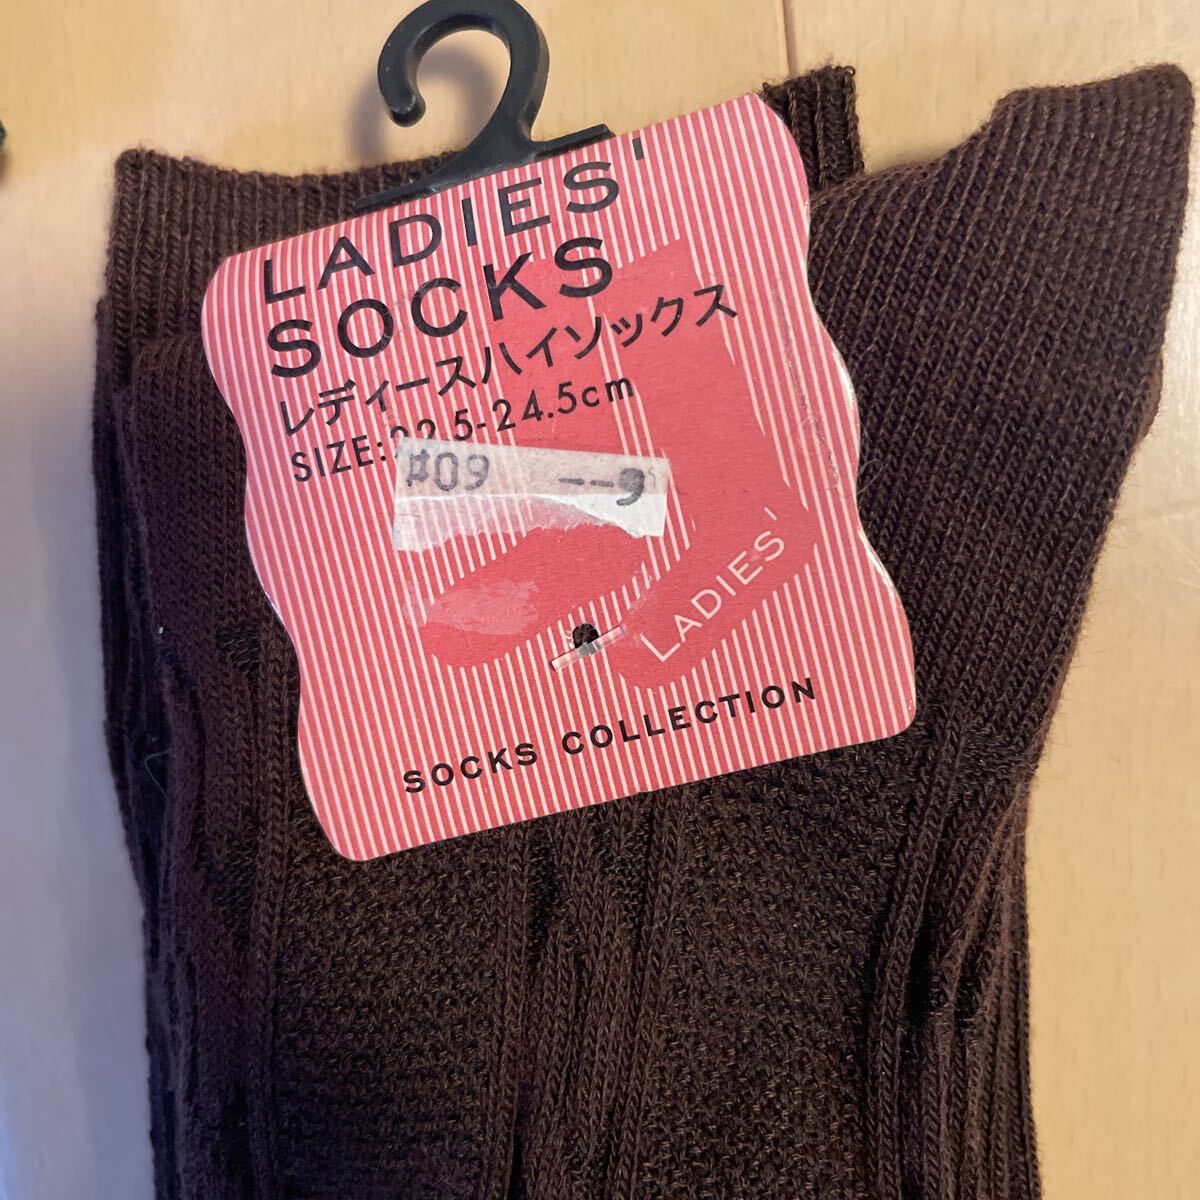 LADIES'
SOCKS
レディースハイソックス
SIZE:22.5-24.5cm
#09 --9
LADIES'
SOCKS COLLECTION